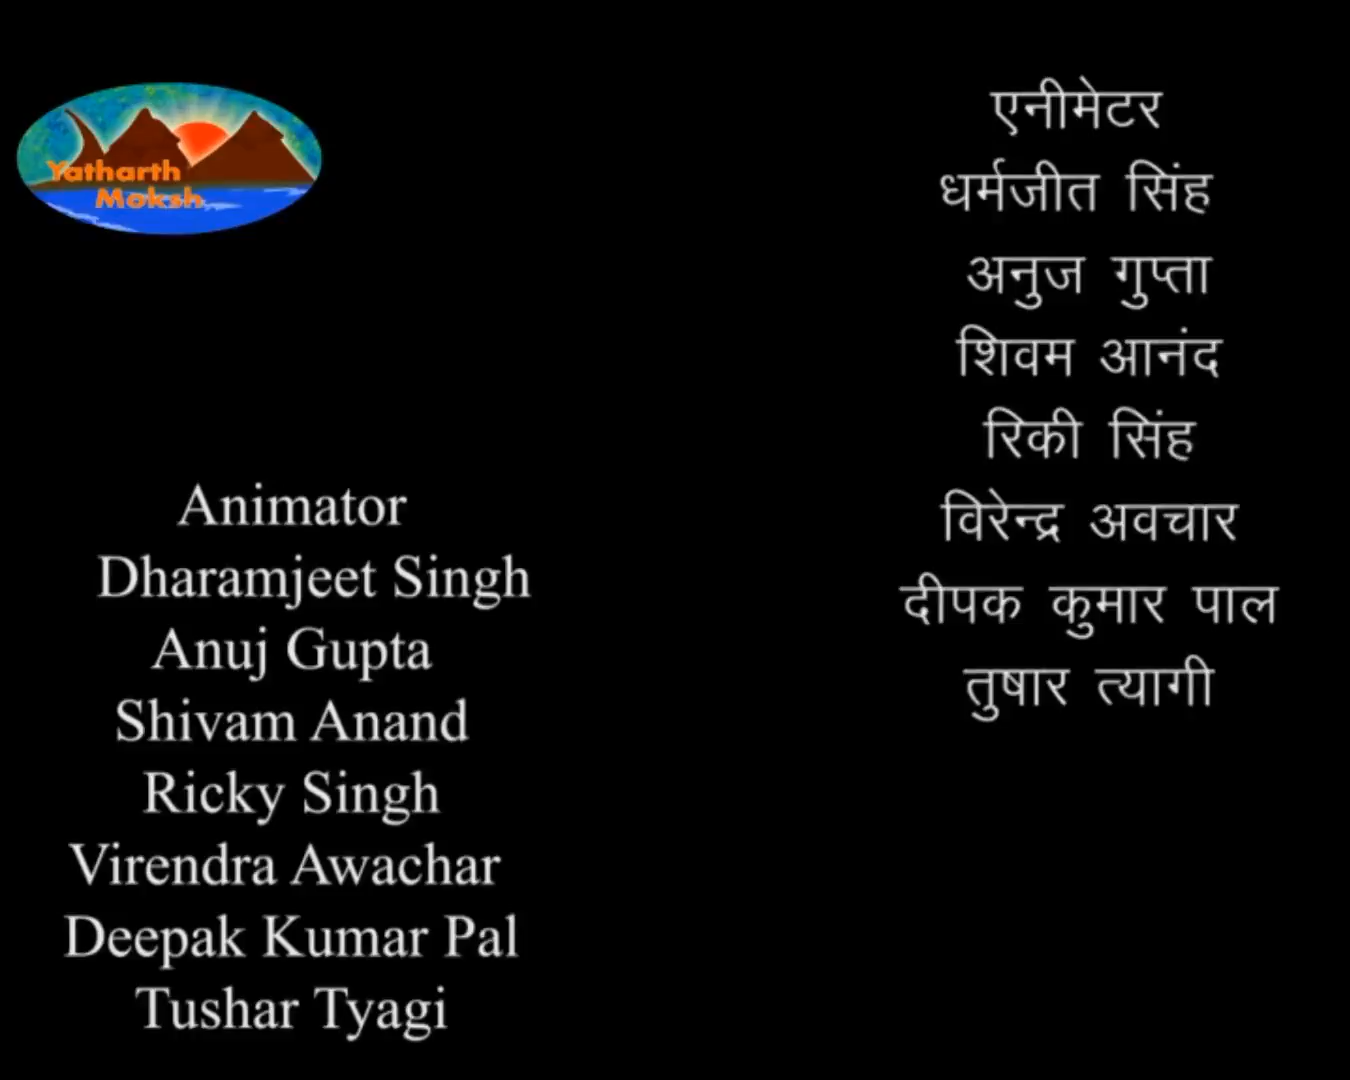 Yatharth
Moksh
एनीमेटर
धर्मजीत सिंह
अनुज गुप्ता
शिवम आनंद
रिकी सिंह
विरेन्द्र अवचार
दीपक कुमार पाल
तुषार त्यागी
Animator
Dharamjeet Singh
Anuj Gupta
Shivam Anand
Ricky Singh
Virendra Awachar
Deepak Kumar Pal
Tushar Tyagi